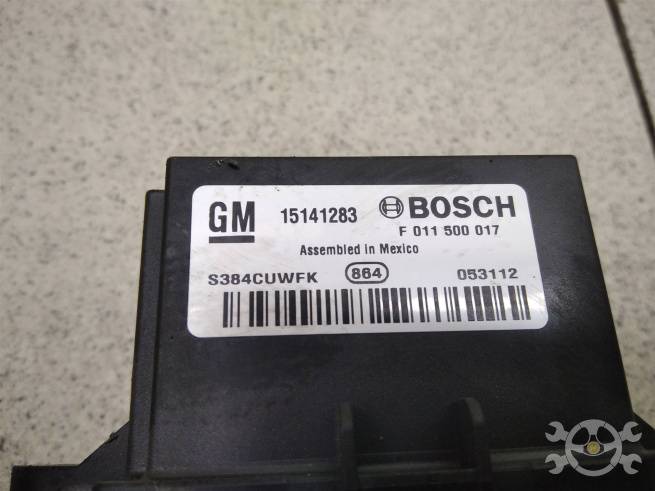 GM 15141283 BOSCH
F 011 500 017
Assembled in Mexico
S384CUWFK 864 053112